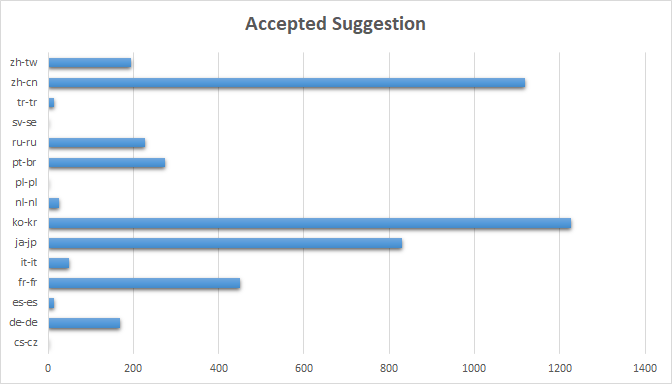 Accepted Suggestion
zh-tw
zh-cn
tr-tr
sv-se
ru-ru
pt-br
pl-pl
nl-nl
ko-kr
ja-jp
it-it
fr-fr
es-es
de-de
cs-cz
0 200 400 600 800 1000 1200 1400